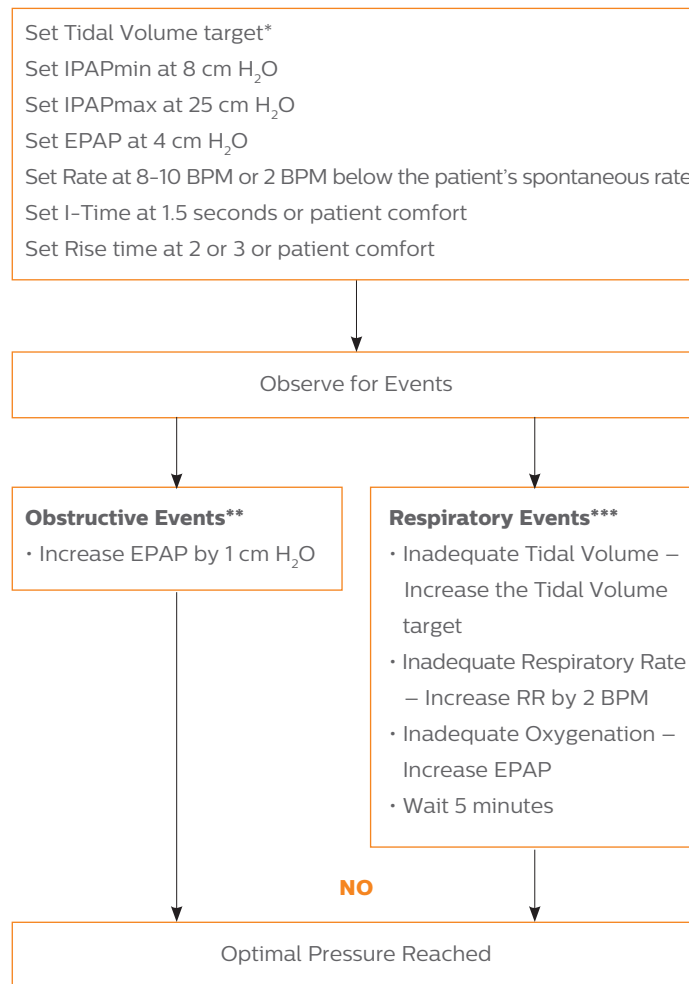 Set Tidal Volume target*
Set IPAPmin at 8 cm H₂O
Set IPAPmax at 25 cm H₂O
Set EPAP at 4 cm H₂O
Set Rate at 8-10 BPM or 2 BPM below the patient's spontaneous rate
Set I-Time at 1.5 seconds or patient comfort
Set Rise time at 2 or 3 or patient comfort
Observe for Events
Obstructive Events**
• Increase EPAP by 1 cm H₂O
Respiratory Events***
• Inadequate Tidal Volume –
Increase the Tidal Volume
target
• Inadequate Respiratory Rate
– Increase RR by 2 BPM
• Inadequate Oxygenation –
Increase EPAP
• Wait 5 minutes
NO
Optimal Pressure Reached